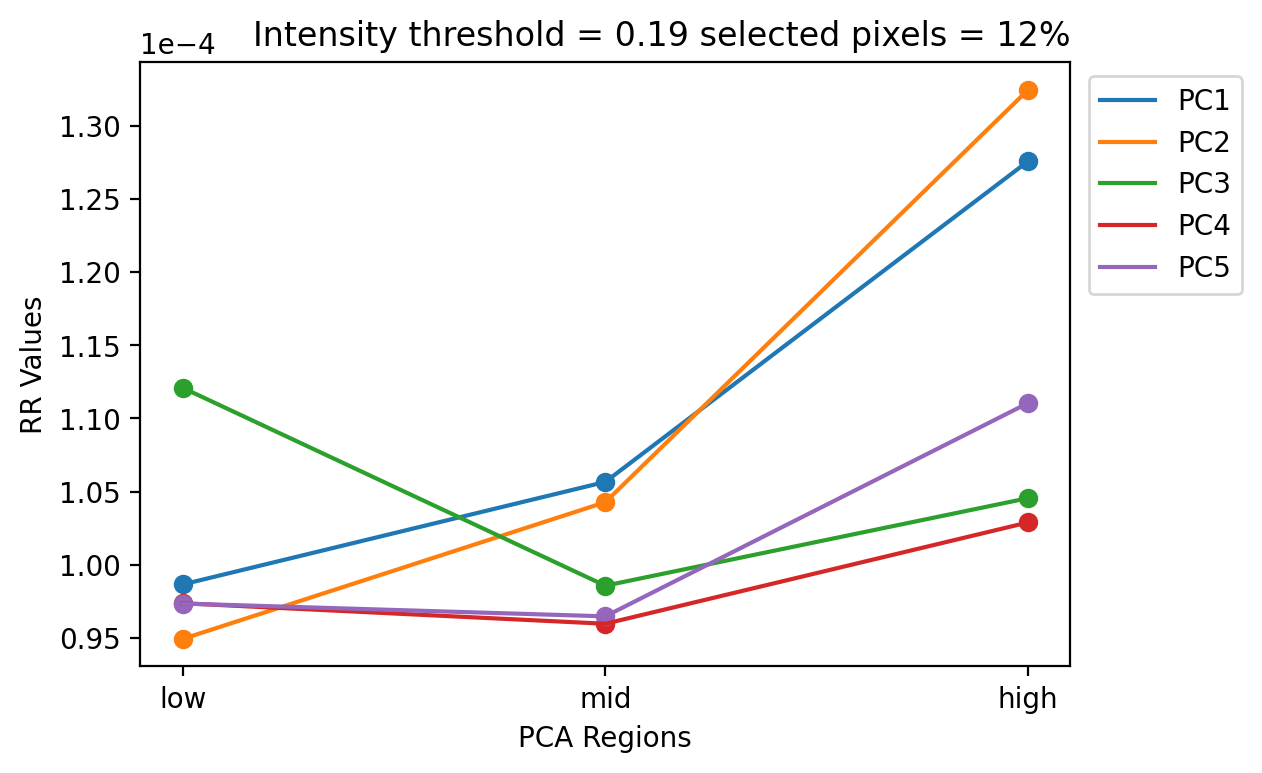 Intensity threshold = 0.19 selected pixels = 12%
1e−4
1.30
1.25
1.20
1.15
1.10
1.05
1.00
0.95
RR Values
low
mid
high
PCA Regions
PC1
PC2
PC3
PC4
PC5